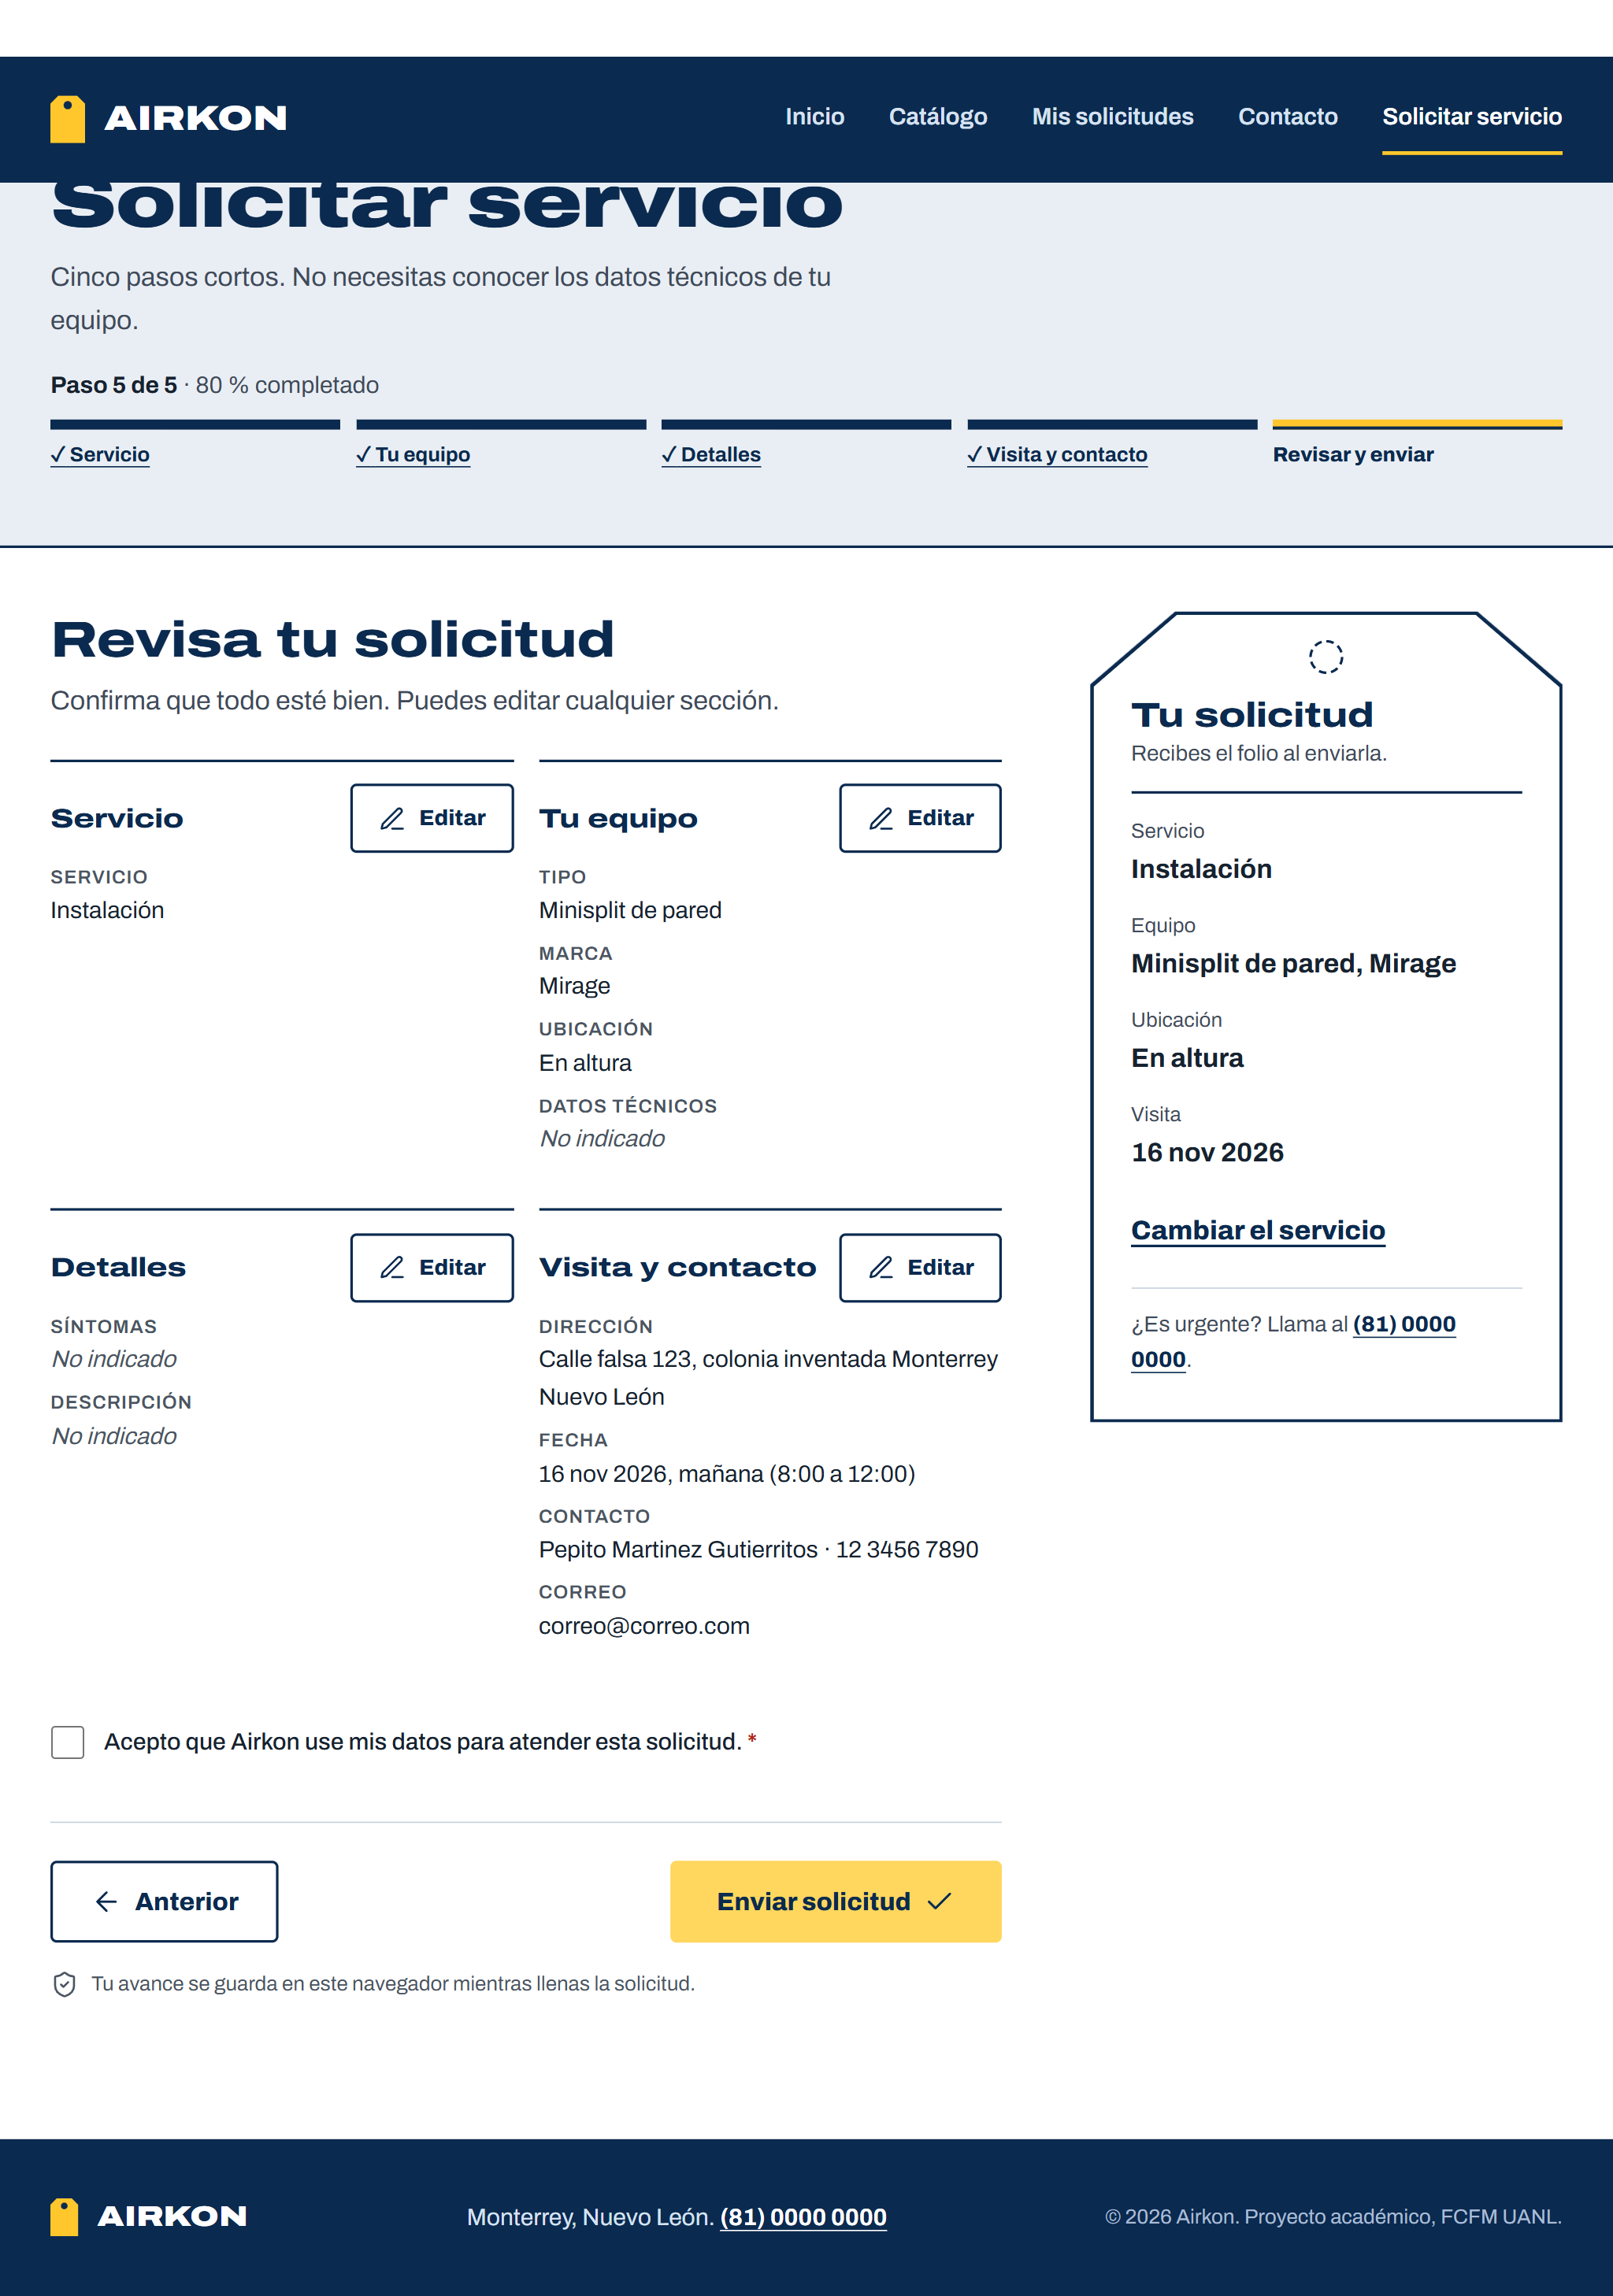 AIRKON
Inicio
Catálogo
Mis solicitudes
Contacto
Solicitar servicio
Solicitar servicio
Cinco pasos cortos. No necesitas conocer los datos técnicos de tu
equipo.
Paso 5 de 5 · 80 % completado
✓ Servicio
✓ Tu equipo
✓ Detalles
✓ Visita y contacto
Revisar y enviar
Revisa tu solicitud
Confirma que todo esté bien. Puedes editar cualquier sección.
Servicio
Editar
SERVICIO
Instalación
Tu equipo
Editar
TIPO
Minisplit de pared
MARCA
Mirage
UBICACIÓN
En altura
DATOS TÉCNICOS
No indicado
Detalles
Editar
SÍNTOMAS
No indicado
DESCRIPCIÓN
No indicado
Visita y contacto
Editar
DIRECCIÓN
Calle falsa 123, colonia inventada Monterrey
Nuevo León
FECHA
16 nov 2026, mañana (8:00 a 12:00)
CONTACTO
Pepito Martinez Gutierritos · 12 3456 7890
CORREO
correo@correo.com
Tu solicitud
Recibes el folio al enviarla.
Servicio
Instalación
Equipo
Minisplit de pared, Mirage
Ubicación
En altura
Visita
16 nov 2026
Cambiar el servicio
¿Es urgente? Llama al (81) 0000
0000.
Acepto que Airkon use mis datos para atender esta solicitud. *
Anterior
Enviar solicitud
Tu avance se guarda en este navegador mientras llenas la solicitud.
AIRKON
Monterrey, Nuevo León. (81) 0000 0000
© 2026 Airkon. Proyecto académico, FCFM UANL.